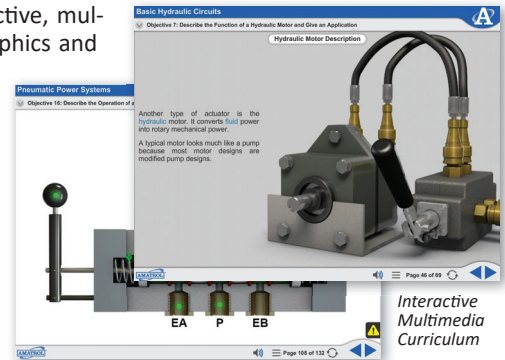 ctive, mul-
phics and
Basic Hydraulic Circuits
Objective 7: Describe the Function of a Hydraulic Motor and Give an Application
Hydraulic Motor Description
Another type of actuator is the
hydraulic motor. It converts fluid power
into rotary mechanical power.
A typical motor looks much like a pump
because most motor designs are
modified pump designs.
AMATROL
Page 46 of 69
Pneumatic Power Systems
Objective 16: Describe the Operation of a
EA P EB
AMATROL
Page 108 of 132
Interactive
Multimedia
Curriculum